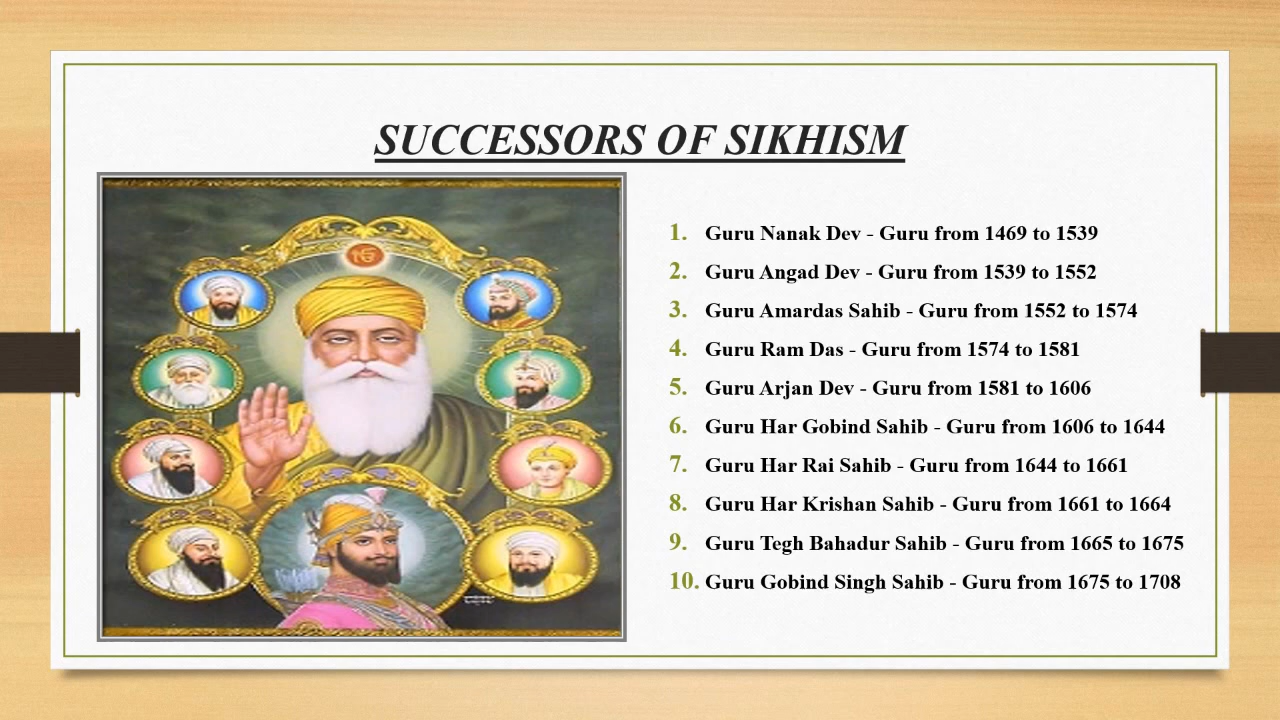 SUCCESSORS OF SIKHISM
ੴ
1. Guru Nanak Dev - Guru from 1469 to 1539
2. Guru Angad Dev - Guru from 1539 to 1552
3. Guru Amardas Sahib - Guru from 1552 to 1574
4. Guru Ram Das - Guru from 1574 to 1581
5. Guru Arjan Dev - Guru from 1581 to 1606
6. Guru Har Gobind Sahib - Guru from 1606 to 1644
7. Guru Har Rai Sahib - Guru from 1644 to 1661
8. Guru Har Krishan Sahib - Guru from 1661 to 1664
9. Guru Tegh Bahadur Sahib - Guru from 1665 to 1675
10. Guru Gobind Singh Sahib - Guru from 1675 to 1708